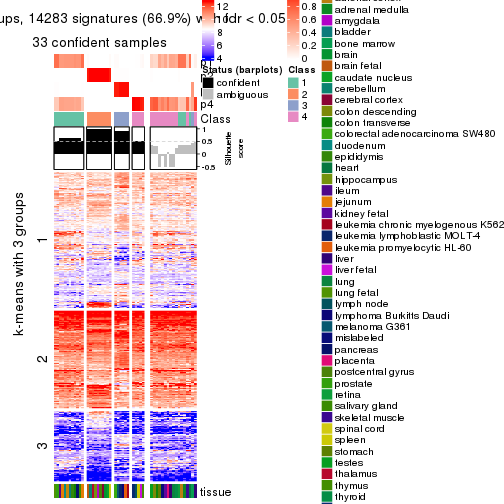 ups, 14283 signatures (66.9%) with fdr < 0.05
33 confident samples
p4
Class
1
0.5
0
-0.5
Silhouette
score
k-means with 3 groups
1
2
3
tissue
12
10
8
6
4
Status (barplots)
confident
ambiguous
0.8
0.6
0.4
0.2
0
Class
1
2
3
4
adrenal medulla
amygdala
bladder
bone marrow
brain
brain fetal
caudate nucleus
cerebellum
cerebral cortex
colon descending
colon transverse
colorectal adenocarcinoma SW480
duodenum
epididymis
heart
hippocampus
ileum
jejunum
kidney fetal
leukemia chronic myelogenous K562
leukemia lymphoblastic MOLT-4
leukemia promyelocytic HL-60
liver
liver fetal
lung
lung fetal
lymph node
lymphoma Burkitts Daudi
melanoma G361
mislabeled
pancreas
placenta
postcentral gyrus
prostate
retina
salivary gland
skeletal muscle
spinal cord
spleen
stomach
testes
thalamus
thymus
thyroid